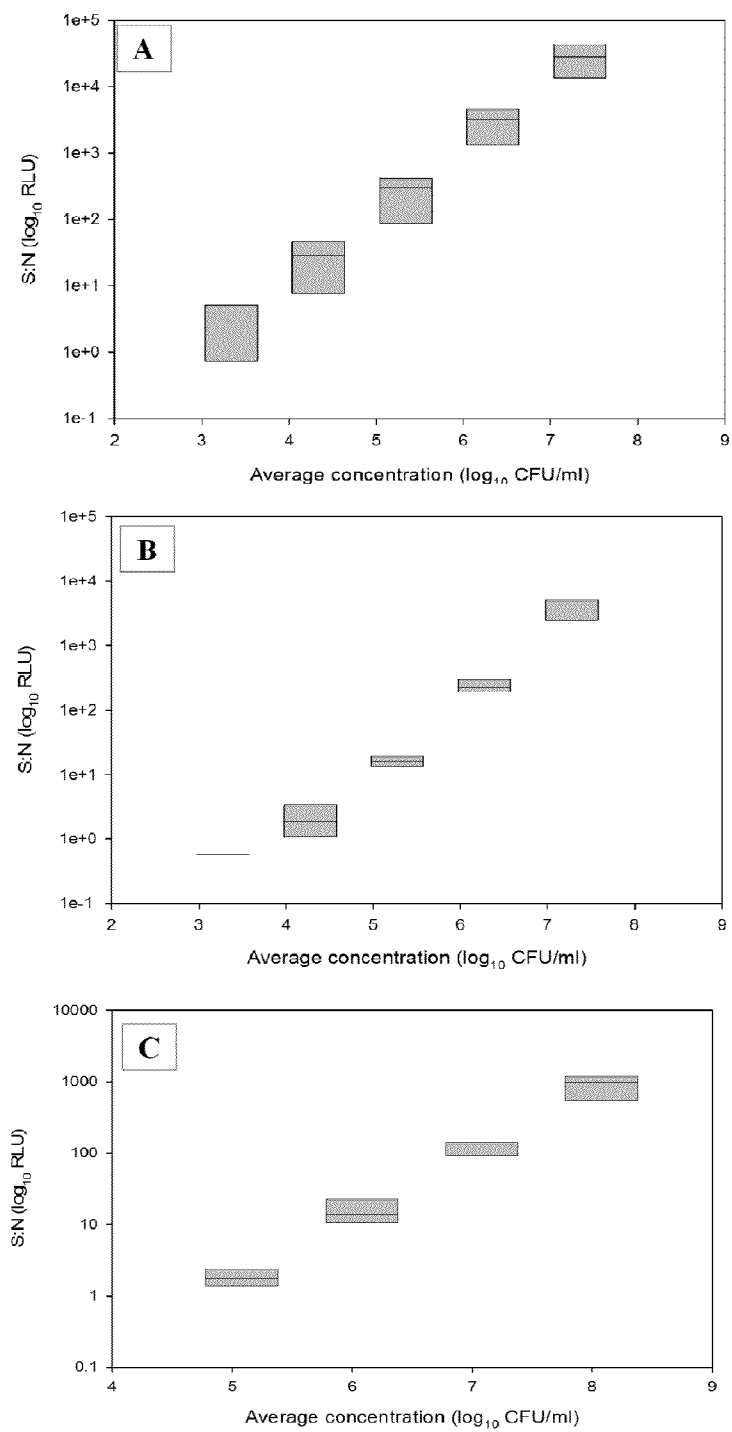 A
1e+5
1e+4
1e+3
1e+2
1e+1
1e+0
1e-1
S:N (log10 RLU)
2 3 4 5 6 7 8 9
Average concentration (log10 CFU/ml)
B
1e+5
1e+4
1e+3
1e+2
1e+1
1e+0
1e-1
S:N (log10 RLU)
2 3 4 5 6 7 8 9
Average concentration (log10 CFU/ml)
C
10000
1000
100
10
1
0.1
S:N (log10 RLU)
4 5 6 7 8 9
Average concentration (log10 CFU/ml)